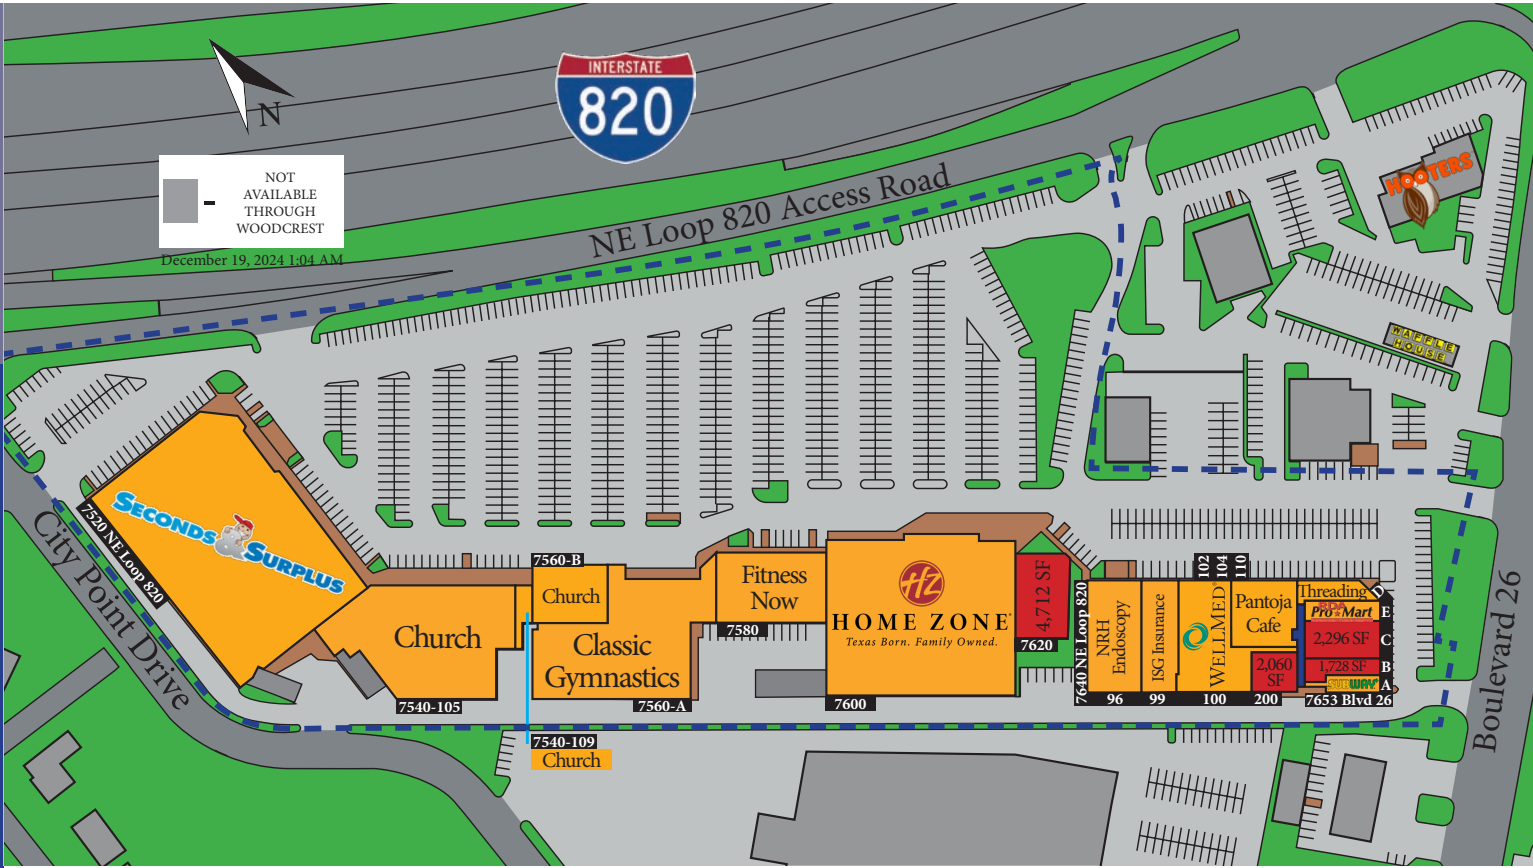 INTERSTATE
820
N
NOT
AVAILABLE
THROUGH
WOODCREST
December 19, 2024 1:04 AM
NE Loop 820 Access Road
HOOTERS
WAFFLE
HOUSE
City Point Drive
7520 NE Loop 820
SECONDS & SURPLUS
Church
7540-105
7560-B
Church
Classic
Gymnastics
7560-A
7540-109
Church
Fitness
Now
7580
HZ
HOME ZONE
Texas Born. Family Owned.
7600
4,712 SF
7620
7640 NE Loop 820
NRH
Endoscopy
96
ISG Insurance
99
WELLMED
100
102
104
110
Pantoja
Cafe
2,060
SF
200
Threading
D
BDA
Pro★Mart
E
2,296 SF
C
1,728 SF
B
SUBWAY
A
7653 Blvd 26
Boulevard 26